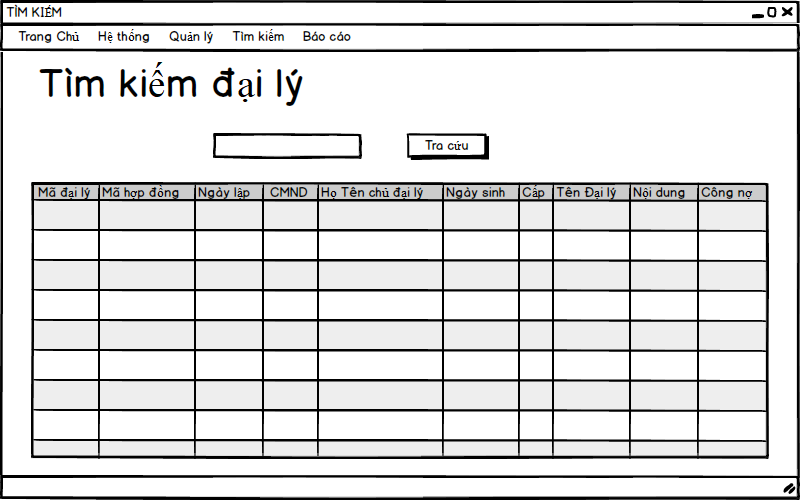 TÌM KIẾM
Trang Chủ Hệ thống Quản lý Tìm kiếm Báo cáo
Tìm kiếm đại lý
Tra cứu
Mã đại lý Mã hợp đồng Ngày lập CMND Họ Tên chủ đại lý Ngày sinh Cấp Tên Đại lý Nội dung Công nợ